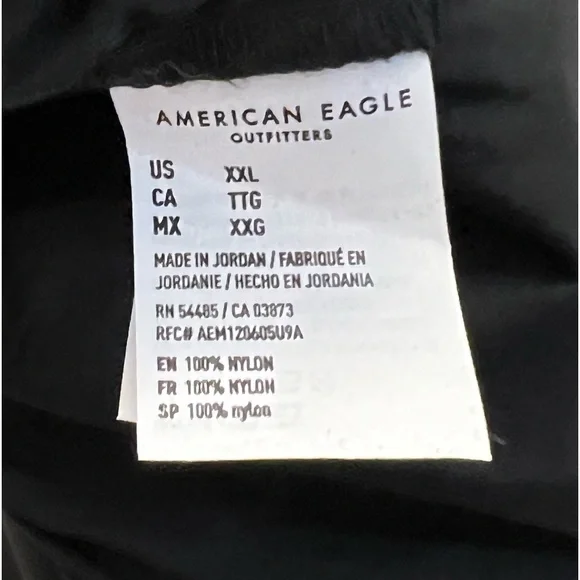 AMERICAN EAGLE
OUTFITTERS
US XXL
CA TTG
MX XXG
MADE IN JORDAN / FABRIQUÉ EN
JORDANIE / HECHO EN JORDANIA
RN 54485 / CA 03873
RFC# AEM120605U9A
EN 100% NYLON
FR 100% NYLON
SP 100% nylon